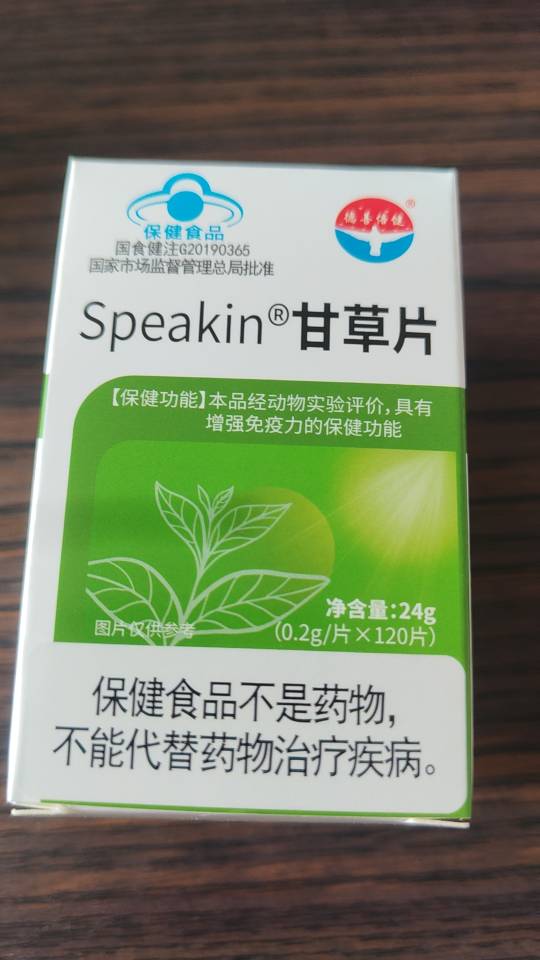 保健食品
国食健注G20190365
国家市场监督管理总局批准
德善倍健®
Speakin®甘草片
【保健功能】本品经动物实验评价,具有
增强免疫力的保健功能
净含量:24g
(0.2g/片×120片)
图片仅供参考
保健食品不是药物,
不能代替药物治疗疾病。